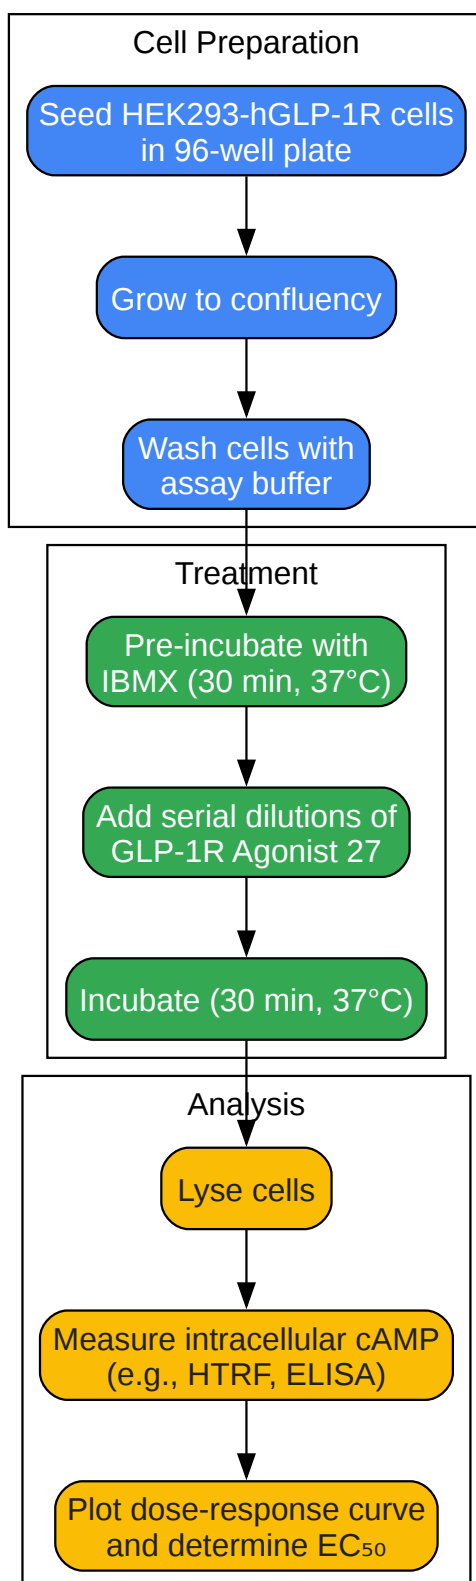 Cell Preparation
Seed HEK293-hGLP-1R cells
in 96-well plate
Grow to confluency
Wash cells with
assay buffer
Treatment
Pre-incubate with
IBMX (30 min, 37°C)
Add serial dilutions of
GLP-1R Agonist 27
Incubate (30 min, 37°C)
Analysis
Lyse cells
Measure intracellular cAMP
(e.g., HTRF, ELISA)
Plot dose-response curve
and determine EC₅₀